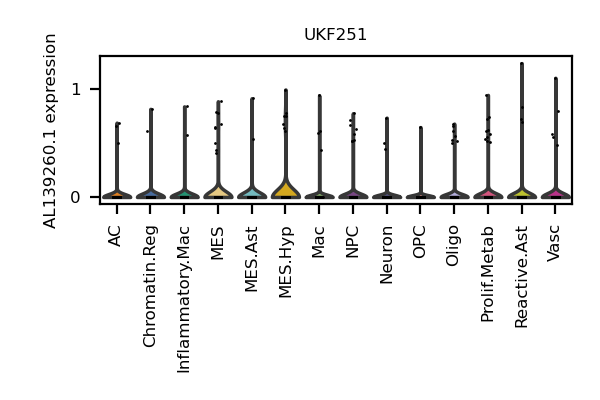 UKF251
AL139260.1 expression
1
0
AC
Chromatin.Reg
Inflammatory.Mac
MES
MES.Ast
MES.Hyp
Mac
NPC
Neuron
OPC
Oligo
Prolif.Metab
Reactive.Ast
Vasc